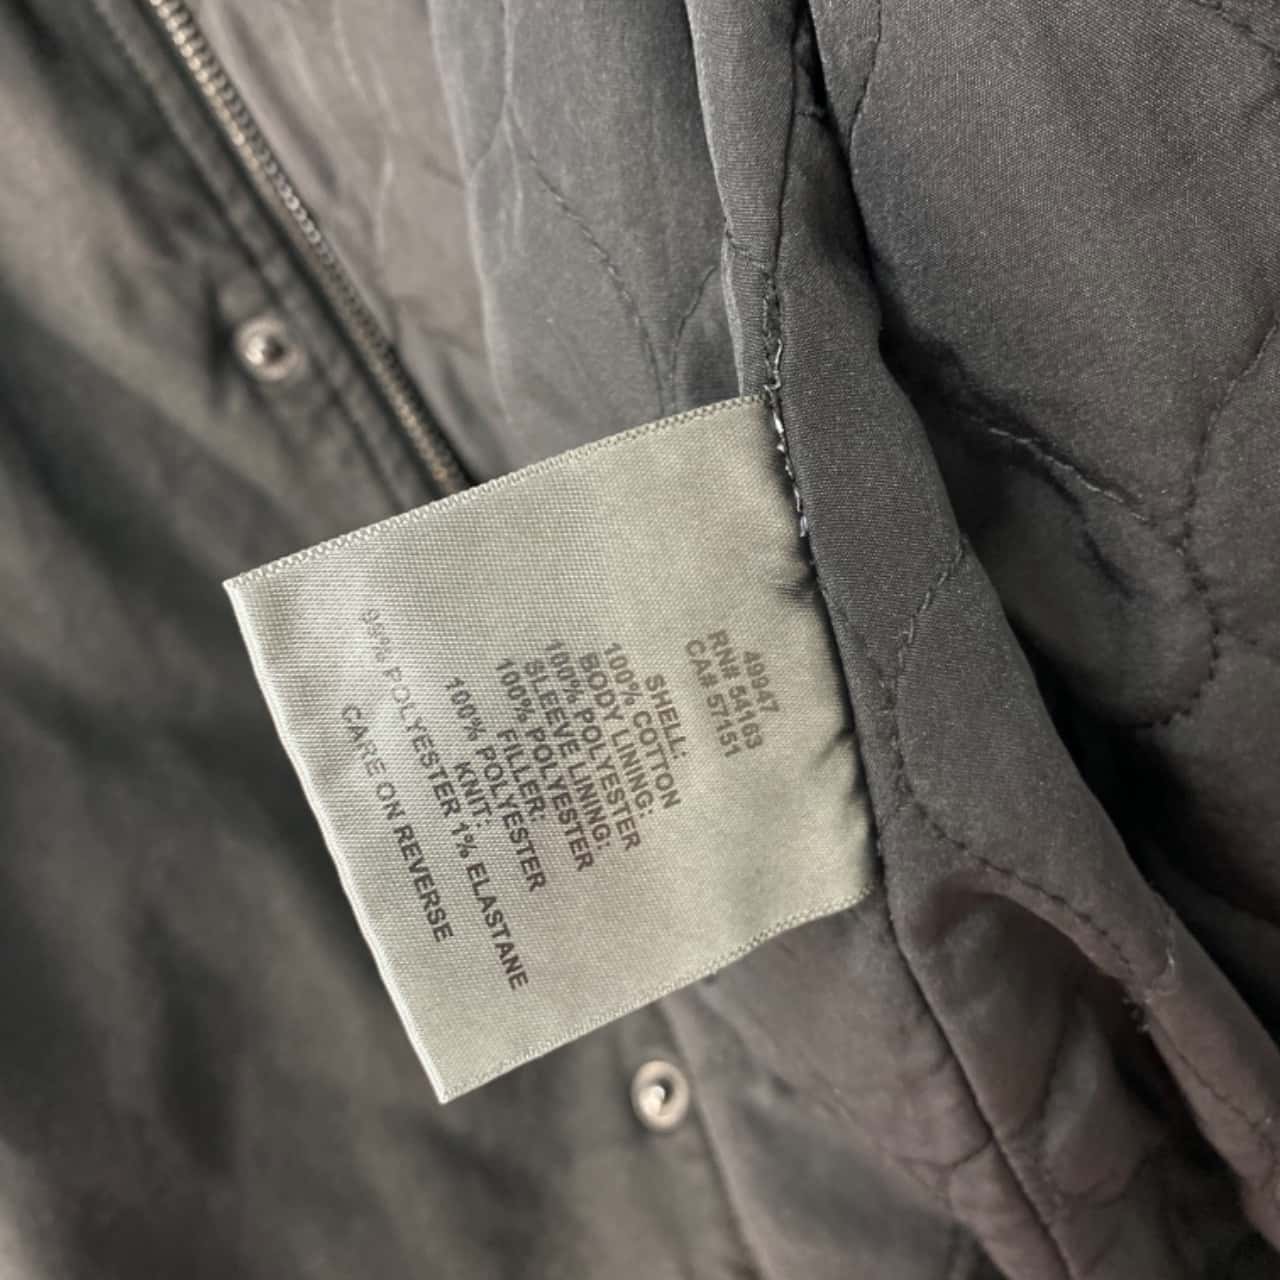 49947
RN# 54163
CA# 57151
SHELL:
100% COTTON
BODY LINING:
100% POLYESTER
SLEEVE LINING:
100% POLYESTER
FILLER:
100% POLYESTER
KNIT:
99% POLYESTER 1% ELASTANE
CARE ON REVERSE